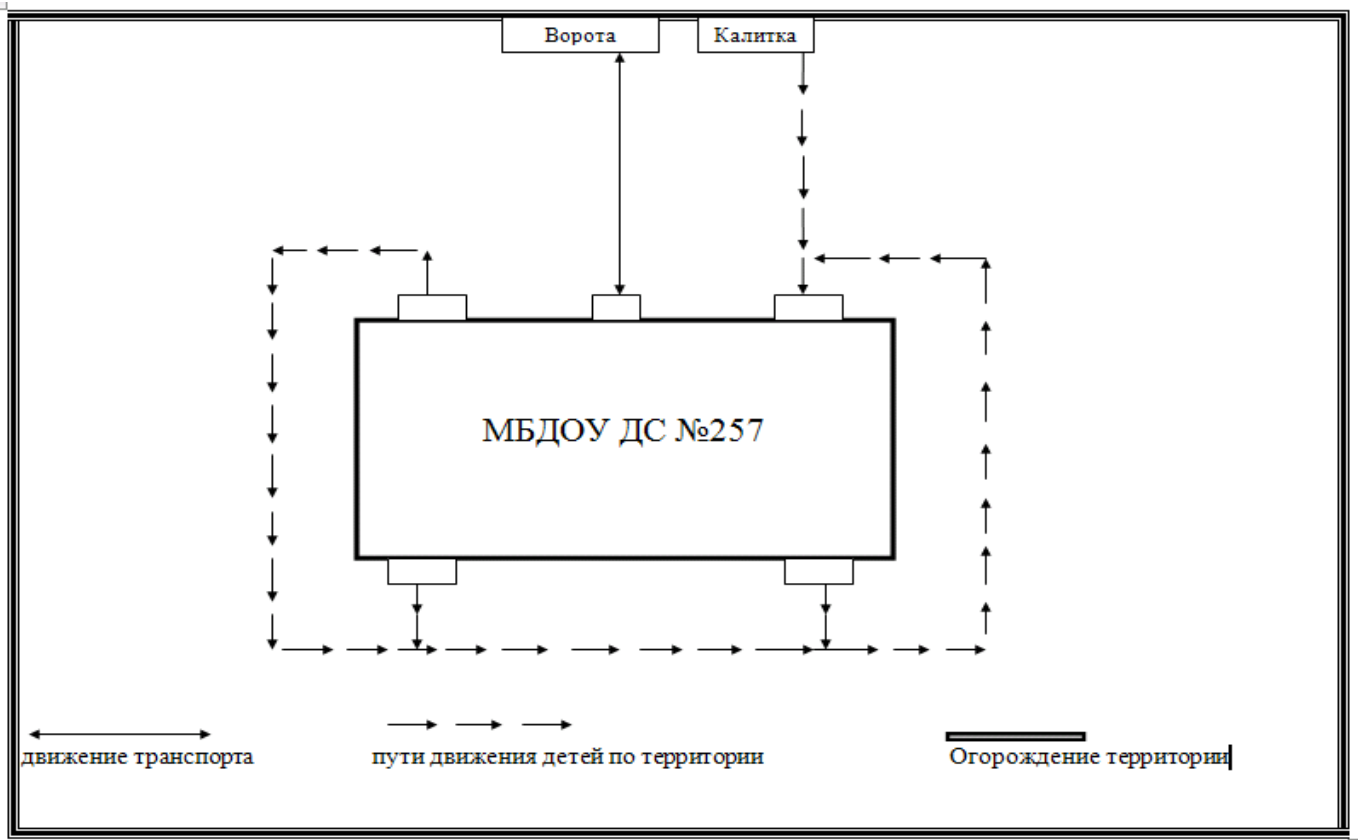 Ворота
Калитка
МБДОУ ДС №257
движение транспорта
пути движения детей по территории
Огорождение территории